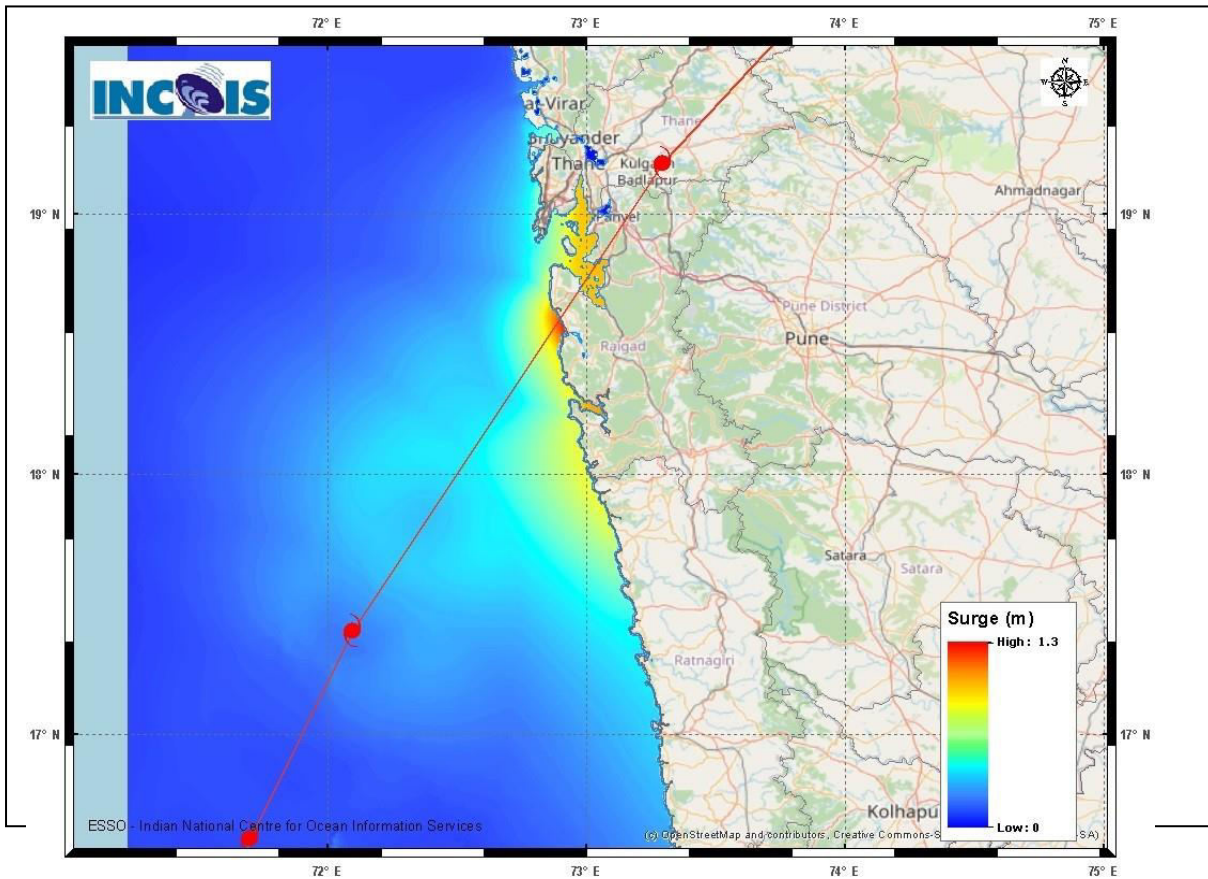 72° E 73° E 74° E 75° E
INCOIS
N
W E
S
at-Virar
Bhayander
Thane
Thane
Kulgaon
Badlapur
Ahmadnagar
19° N 19° N
Panvel
Pune District
Raigad
Pune
18° N 18° N
Satara
Satara
Surge (m)
High: 1.3
Ratnagiri
17° N 17° N
Kolhapu
Low: 0
ESSO - Indian National Centre for Ocean Information Services
(c) OpenStreetMap and contributors, Creative Commons-S SA)
72° E 73° E 74° E 75° E